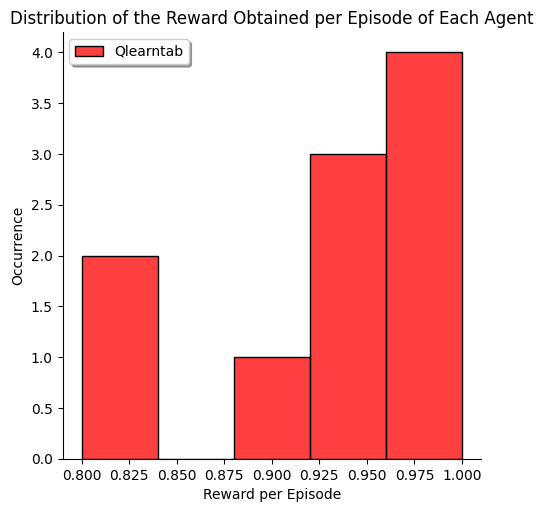 Distribution of the Reward Obtained per Episode of Each Agent
Qlearntab
4.0
3.5
3.0
2.5
2.0
1.5
1.0
0.5
0.0
Occurrence
0.800 0.825 0.850 0.875 0.900 0.925 0.950 0.975 1.000
Reward per Episode